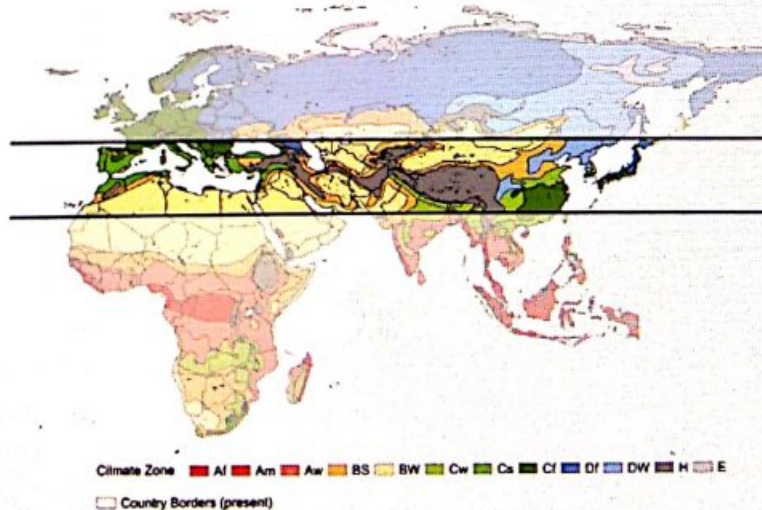 Cilmate Zone Af Am Aw BS BW Cw Cs Cf Df DW H E
Country Borders (present)